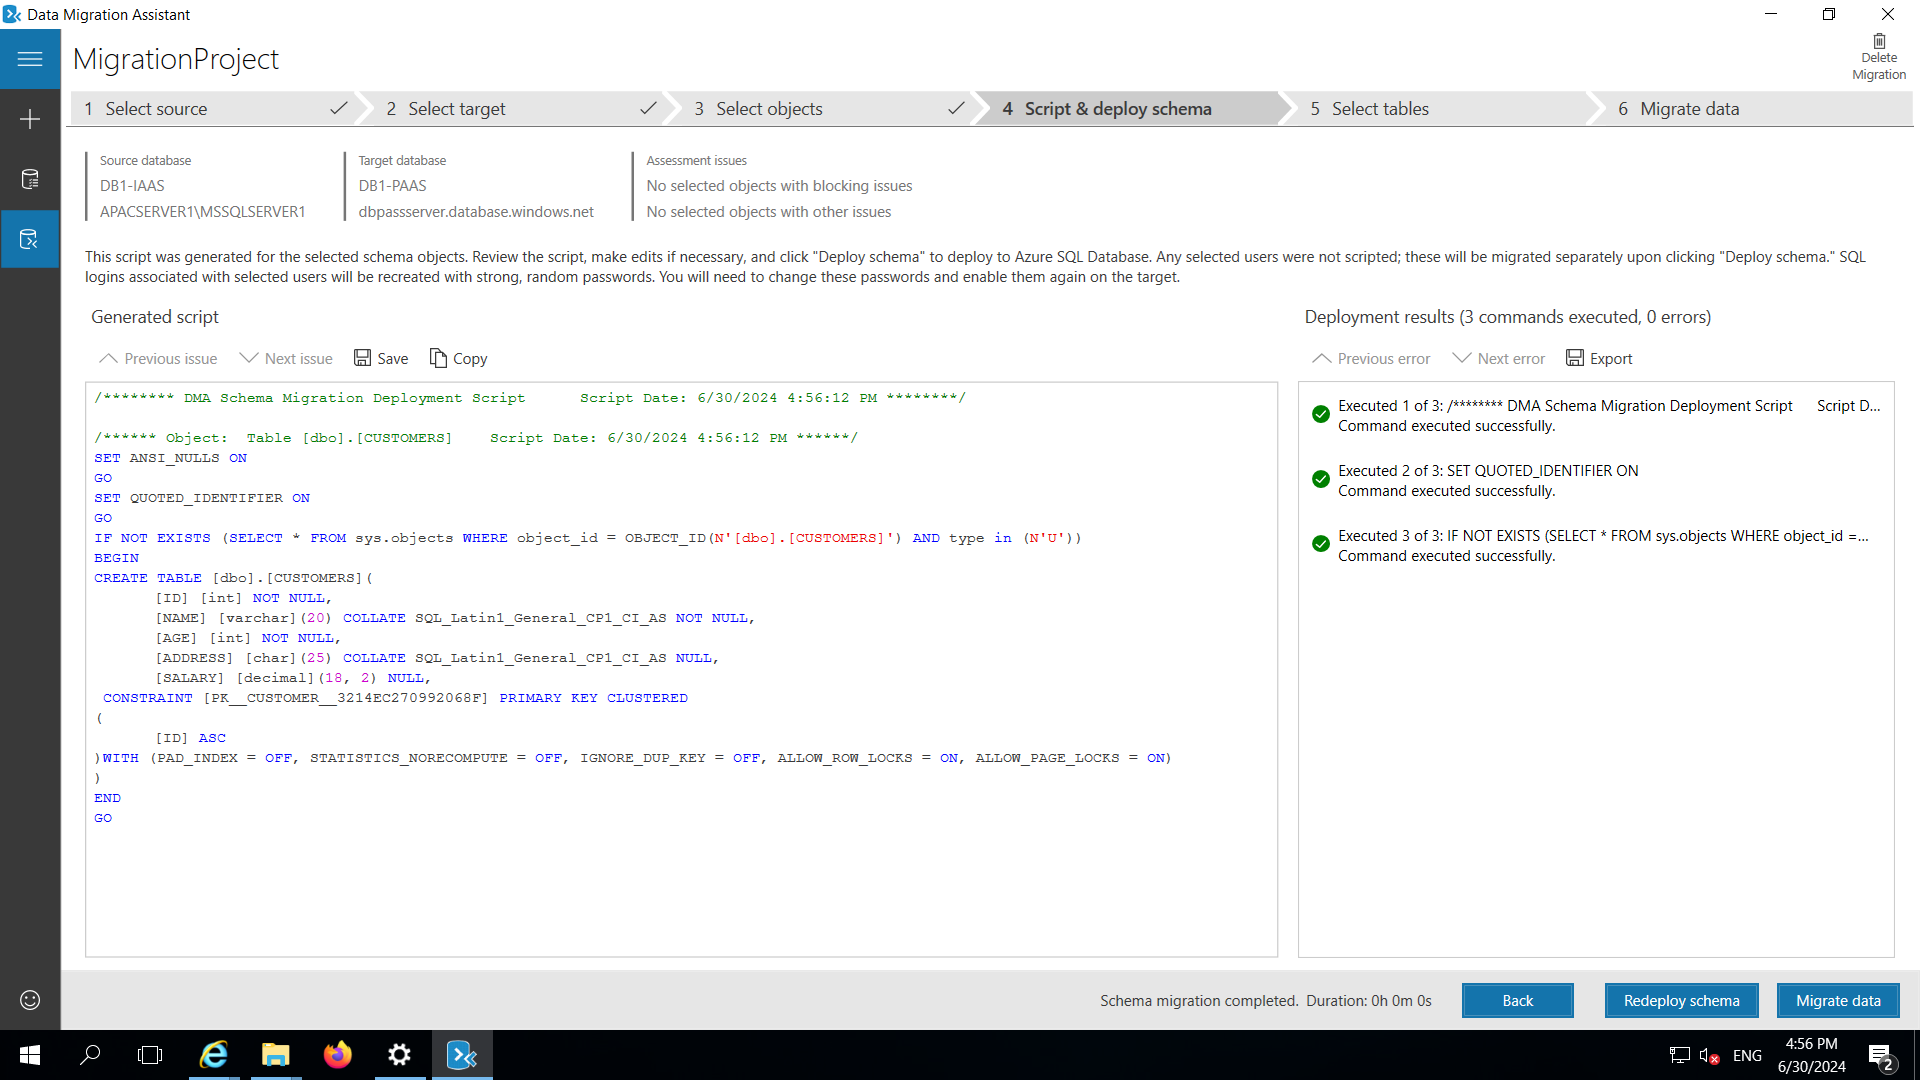 Data Migration Assistant
MigrationProject
Delete
Migration
1 Select source
2 Select target
3 Select objects
4 Script & deploy schema
5 Select tables
6 Migrate data
Source database
DB1-IAAS
APACSERVER1\MSSQLSERVER1
Target database
DB1-PAAS
dbpassserver.database.windows.net
Assessment issues
No selected objects with blocking issues
No selected objects with other issues
This script was generated for the selected schema objects. Review the script, make edits if necessary, and click "Deploy schema" to deploy to Azure SQL Database. Any selected users were not scripted; these will be migrated separately upon clicking "Deploy schema." SQL
logins associated with selected users will be recreated with strong, random passwords. You will need to change these passwords and enable them again on the target.
Generated script
Previous issue
Next issue
Save
Copy
/******** DMA Schema Migration Deployment Script      Script Date: 6/30/2024 4:56:12 PM ********/
/****** Object:  Table [dbo].[CUSTOMERS]    Script Date: 6/30/2024 4:56:12 PM ******/
SET ANSI_NULLS ON
GO
SET QUOTED_IDENTIFIER ON
GO
IF NOT EXISTS (SELECT * FROM sys.objects WHERE object_id = OBJECT_ID(N'[dbo].[CUSTOMERS]') AND type in (N'U'))
BEGIN
CREATE TABLE [dbo].[CUSTOMERS](
[ID] [int] NOT NULL,
[NAME] [varchar](20) COLLATE SQL_Latin1_General_CP1_CI_AS NOT NULL,
[AGE] [int] NOT NULL,
[ADDRESS] [char](25) COLLATE SQL_Latin1_General_CP1_CI_AS NULL,
[SALARY] [decimal](18, 2) NULL,
CONSTRAINT [PK__CUSTOMER__3214EC270992068F] PRIMARY KEY CLUSTERED
(
[ID] ASC
)WITH (PAD_INDEX = OFF, STATISTICS_NORECOMPUTE = OFF, IGNORE_DUP_KEY = OFF, ALLOW_ROW_LOCKS = ON, ALLOW_PAGE_LOCKS = ON)
)
END
GO
Deployment results (3 commands executed, 0 errors)
Previous error
Next error
Export
Executed 1 of 3: /******** DMA Schema Migration Deployment Script      Script D...
Command executed successfully.
Executed 2 of 3: SET QUOTED_IDENTIFIER ON
Command executed successfully.
Executed 3 of 3: IF NOT EXISTS (SELECT * FROM sys.objects WHERE object_id =...
Command executed successfully.
Schema migration completed.  Duration: 0h 0m 0s
Back
Redeploy schema
Migrate data
ENG
4:56 PM
6/30/2024
2